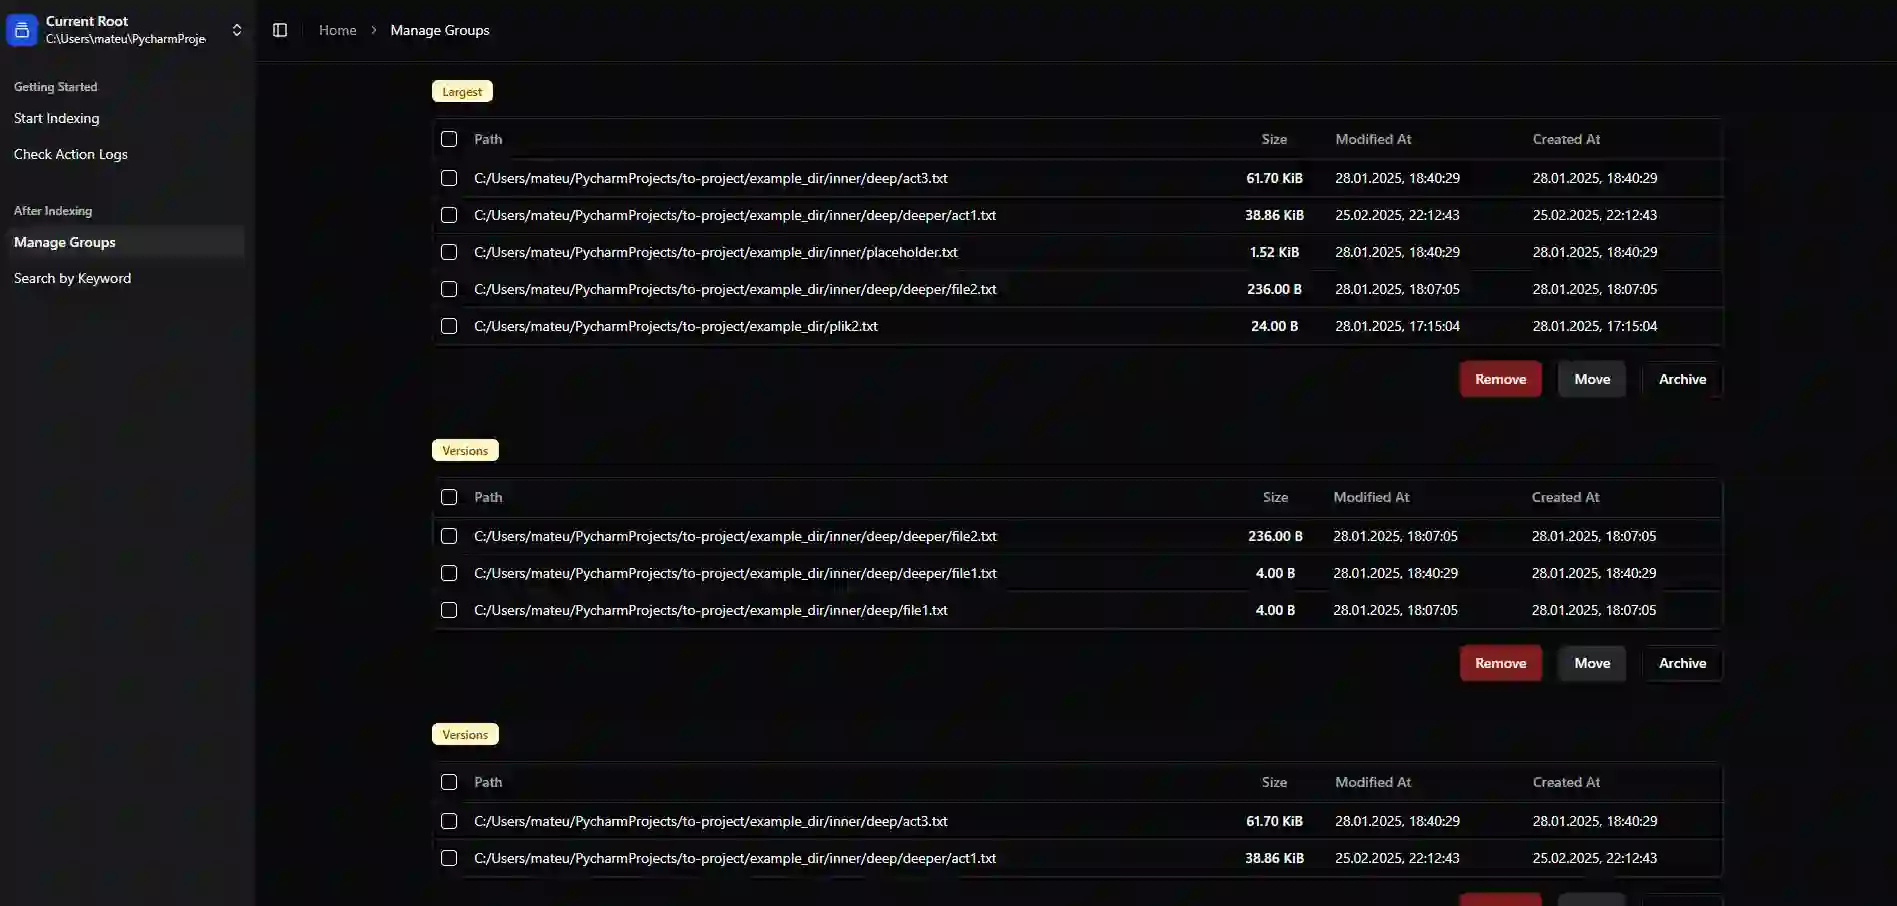 Current Root
C:\Users\mateu\PycharmProje
Getting Started
Start Indexing
Check Action Logs
After Indexing
Manage Groups
Search by Keyword
Home > Manage Groups
Largest
Path Size Modified At Created At
C:/Users/mateu/PycharmProjects/to-project/example_dir/inner/deep/act3.txt 61.70 KiB 28.01.2025, 18:40:29 28.01.2025, 18:40:29
C:/Users/mateu/PycharmProjects/to-project/example_dir/inner/deep/deeper/act1.txt 38.86 KiB 25.02.2025, 22:12:43 25.02.2025, 22:12:43
C:/Users/mateu/PycharmProjects/to-project/example_dir/inner/placeholder.txt 1.52 KiB 28.01.2025, 18:40:29 28.01.2025, 18:40:29
C:/Users/mateu/PycharmProjects/to-project/example_dir/inner/deep/deeper/file2.txt 236.00 B 28.01.2025, 18:07:05 28.01.2025, 18:07:05
C:/Users/mateu/PycharmProjects/to-project/example_dir/plik2.txt 24.00 B 28.01.2025, 17:15:04 28.01.2025, 17:15:04
Remove Move Archive
Versions
Path Size Modified At Created At
C:/Users/mateu/PycharmProjects/to-project/example_dir/inner/deep/deeper/file2.txt 236.00 B 28.01.2025, 18:07:05 28.01.2025, 18:07:05
C:/Users/mateu/PycharmProjects/to-project/example_dir/inner/deep/deeper/file1.txt 4.00 B 28.01.2025, 18:40:29 28.01.2025, 18:40:29
C:/Users/mateu/PycharmProjects/to-project/example_dir/inner/deep/file1.txt 4.00 B 28.01.2025, 18:07:05 28.01.2025, 18:07:05
Remove Move Archive
Versions
Path Size Modified At Created At
C:/Users/mateu/PycharmProjects/to-project/example_dir/inner/deep/act3.txt 61.70 KiB 28.01.2025, 18:40:29 28.01.2025, 18:40:29
C:/Users/mateu/PycharmProjects/to-project/example_dir/inner/deep/deeper/act1.txt 38.86 KiB 25.02.2025, 22:12:43 25.02.2025, 22:12:43